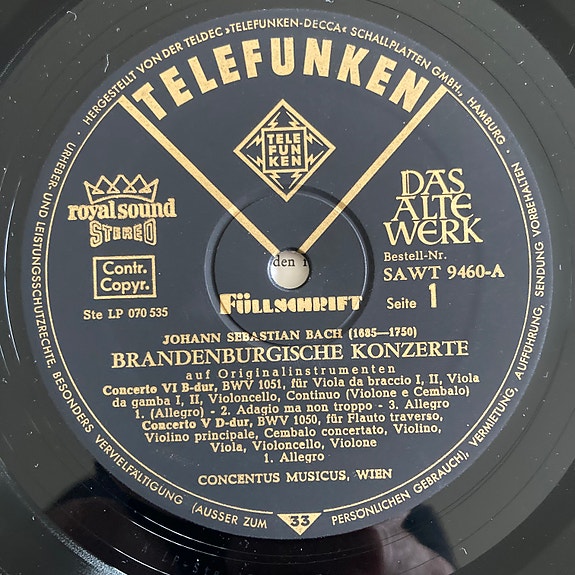 · HERGESTELLT VON DER TELDEC »TELEFUNKEN-DECCA« SCHALLPLATTEN GMBH., HAMBURG ·
URHEBER- UND LEISTUNGSSCHUTZRECHTE, BESONDERS VERVIELFÄLTIGUNG (AUSSER ZUM PERSÖNLICHEN GEBRAUCH), VERMIETUNG, AUFFÜHRUNG, SENDUNG VORBEHALTEN ·
TELEFUNKEN
TELE
FUN
KEN
royal sound
STEREO
Contr.
Copyr.
Ste LP 070 535
DAS
ALTE
WERK
Bestell-Nr.
SAWT 9460-A
Seite 1
den
FÜLLSCHRIFT
JOHANN SEBASTIAN BACH (1685—1750)
BRANDENBURGISCHE KONZERTE
auf Originalinstrumenten
Concerto VI B-dur, BWV 1051, für Viola da braccio I, II, Viola
da gamba I, II, Violoncello, Continuo (Violone e Cembalo)
1. (Allegro) - 2. Adagio ma non troppo - 3. Allegro
Concerto V D-dur, BWV 1050, für Flauto traverso,
Violino principale, Cembalo concertato, Violino,
Viola, Violoncello, Violone
1. Allegro
CONCENTUS MUSICUS, WIEN
33